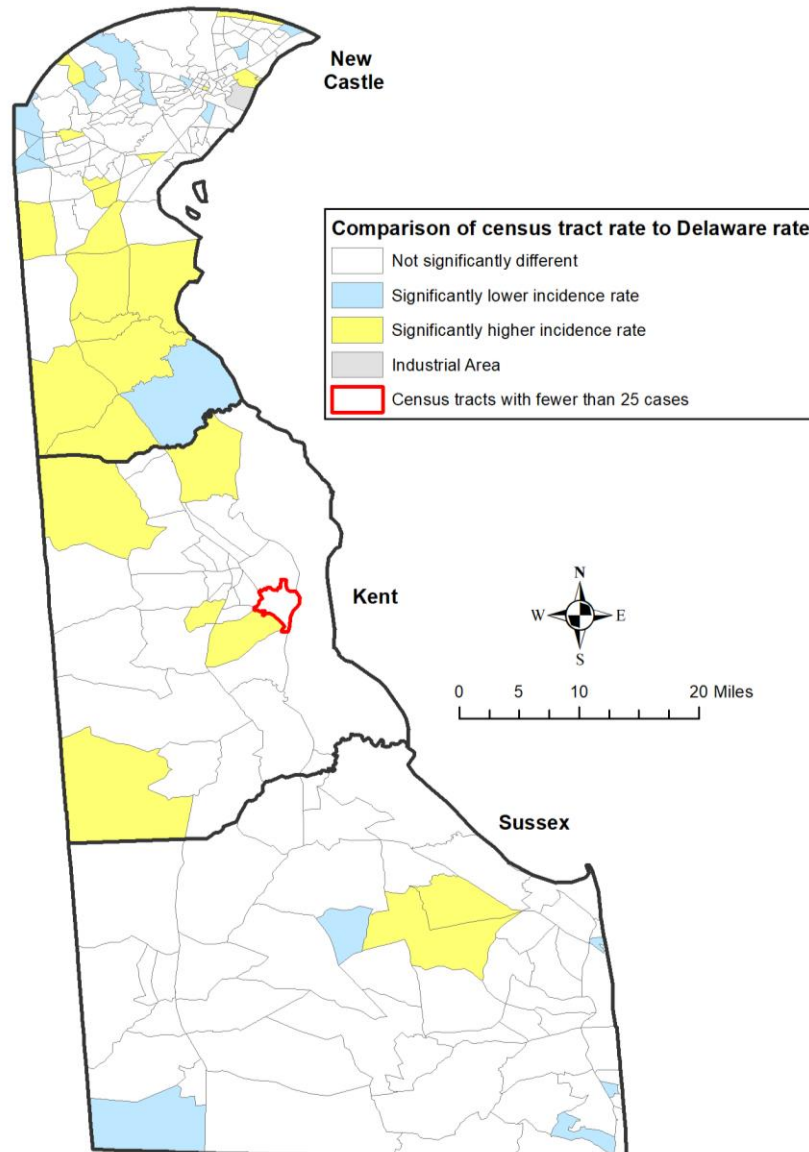 New
Castle
Comparison of census tract rate to Delaware rate
Not significantly different
Significantly lower incidence rate
Significantly higher incidence rate
Industrial Area
Census tracts with fewer than 25 cases
Kent
N
W E
S
0 5 10 20 Miles
Sussex